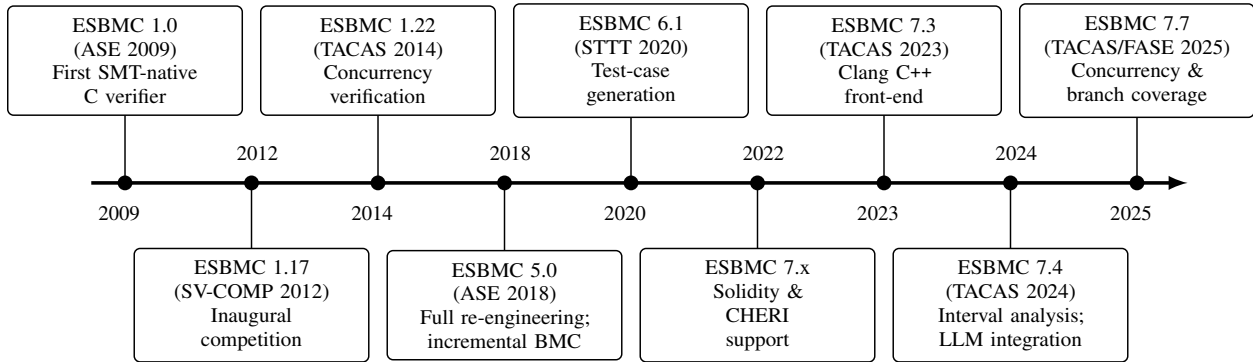 ESBMC 1.0
(ASE 2009)
First SMT-native
C verifier
ESBMC 1.22
(TACAS 2014)
Concurrency
verification
ESBMC 6.1
(STTT 2020)
Test-case
generation
ESBMC 7.3
(TACAS 2023)
Clang C++
front-end
ESBMC 7.7
(TACAS/FASE 2025)
Concurrency &
branch coverage
2012
2018
2022
2024
2009
2014
2020
2023
2025
ESBMC 1.17
(SV-COMP 2012)
Inaugural
competition
ESBMC 5.0
(ASE 2018)
Full re-engineering;
incremental BMC
ESBMC 7.x
Solidity &
CHERI
support
ESBMC 7.4
(TACAS 2024)
Interval analysis;
LLM integration